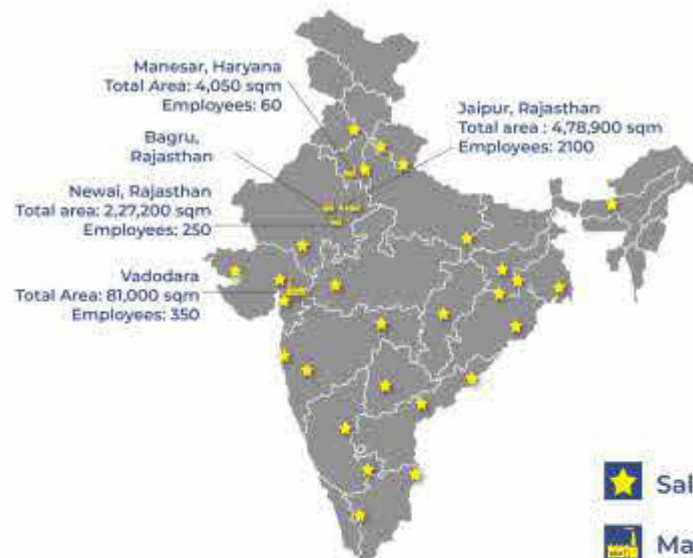 Manesar, Haryana
Total Area: 4,050 sqm
Employees: 60
Jaipur, Rajasthan
Total area : 4,78,900 sqm
Employees: 2100
Bagru,
Rajasthan
Newai, Rajasthan
Total area: 2,27,200 sqm
Employees: 250
Vadodara
Total Area: 81,000 sqm
Employees: 350
Sal
Ma